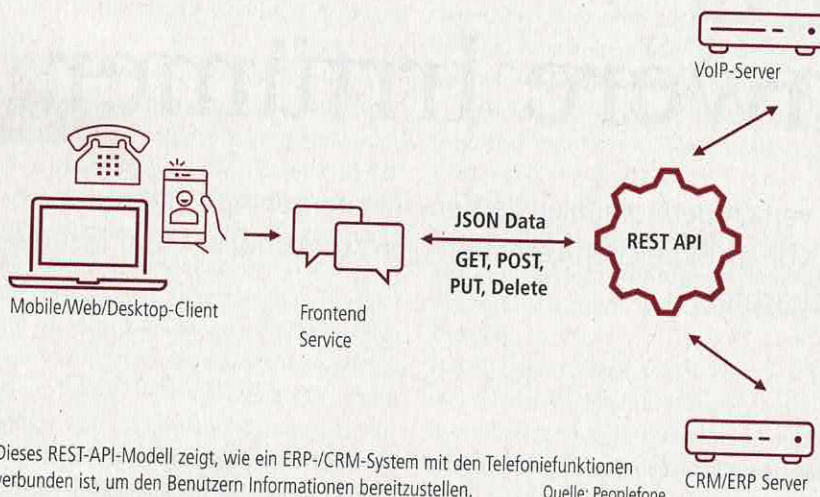 VoIP-Server
JSON Data
REST API
GET, POST,
PUT, Delete
Mobile/Web/Desktop-Client
Frontend
Service
Dieses REST-API-Modell zeigt, wie ein ERP-/CRM-System mit den Telefoniefunktionen
verbunden ist, um den Benutzern Informationen bereitzustellen.
Quelle: Peoplefone
CRM/ERP Server